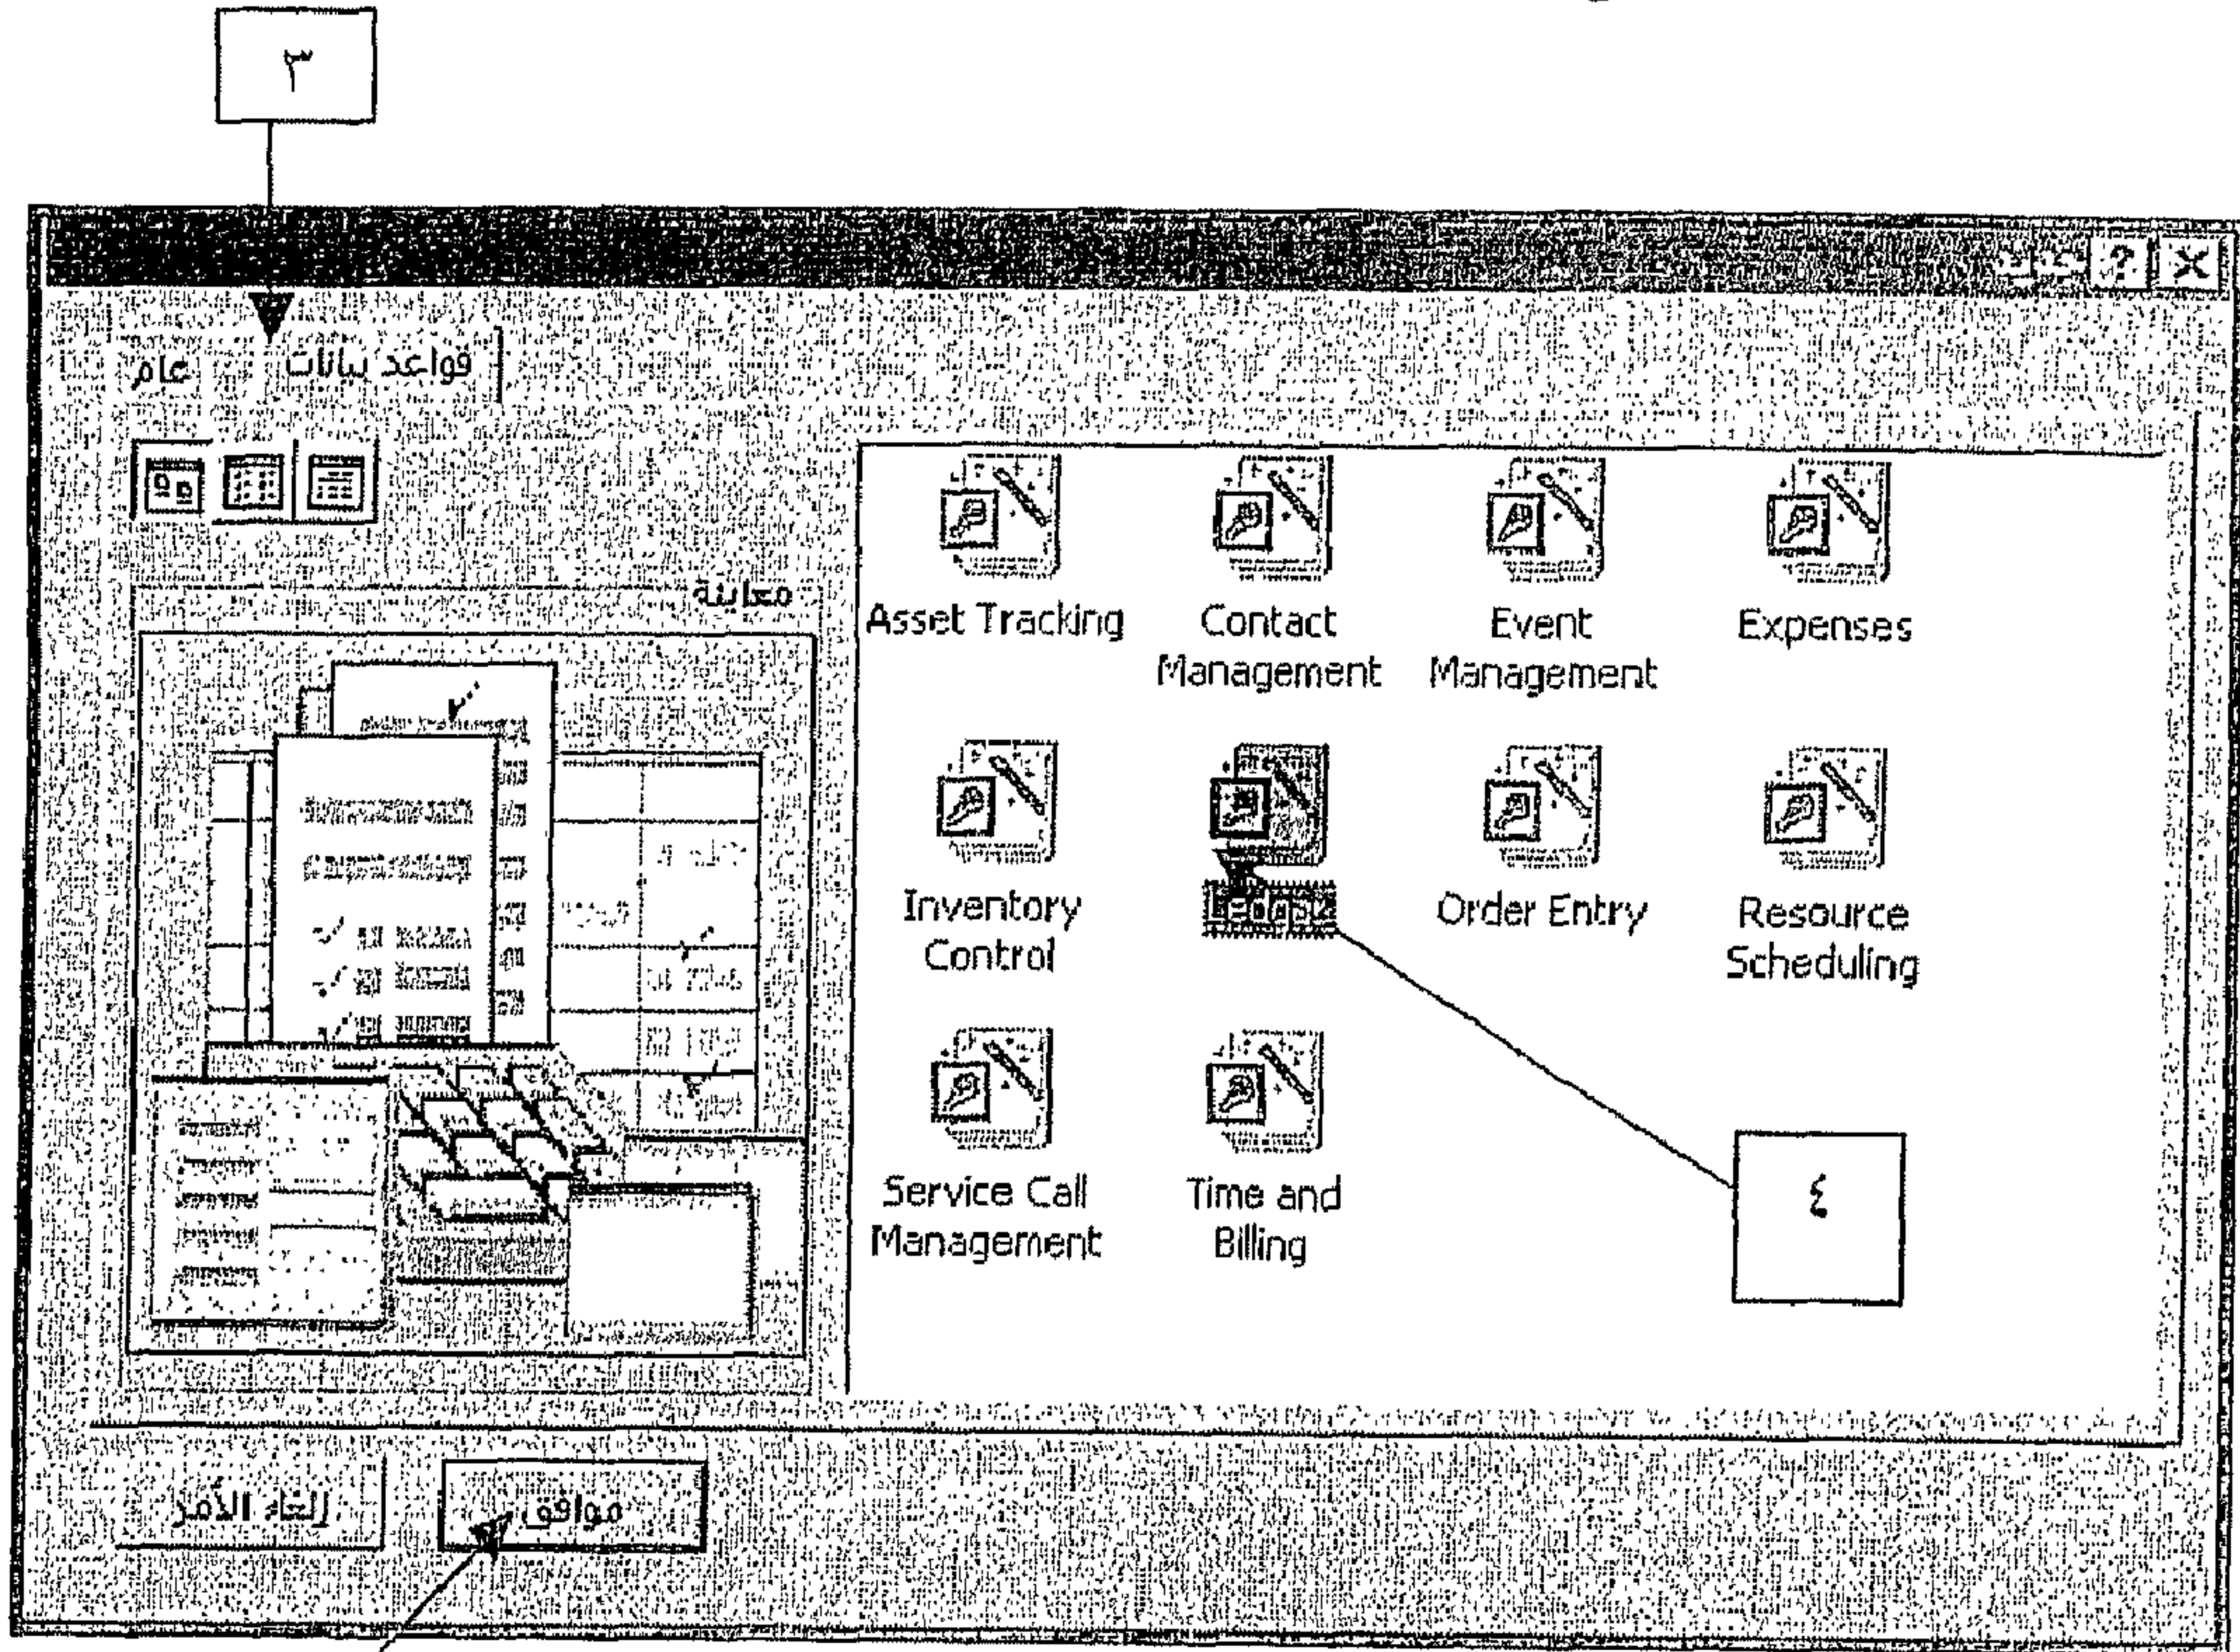 ٣
?
عام
قواعد بيانات
معاينة
Asset Tracking
Contact
Management
Event
Management
Expenses
Inventory
Control
Order Entry
Resource
Scheduling
Service Call
Management
Time and
Billing
٤
إلغاء الأمر
موافق